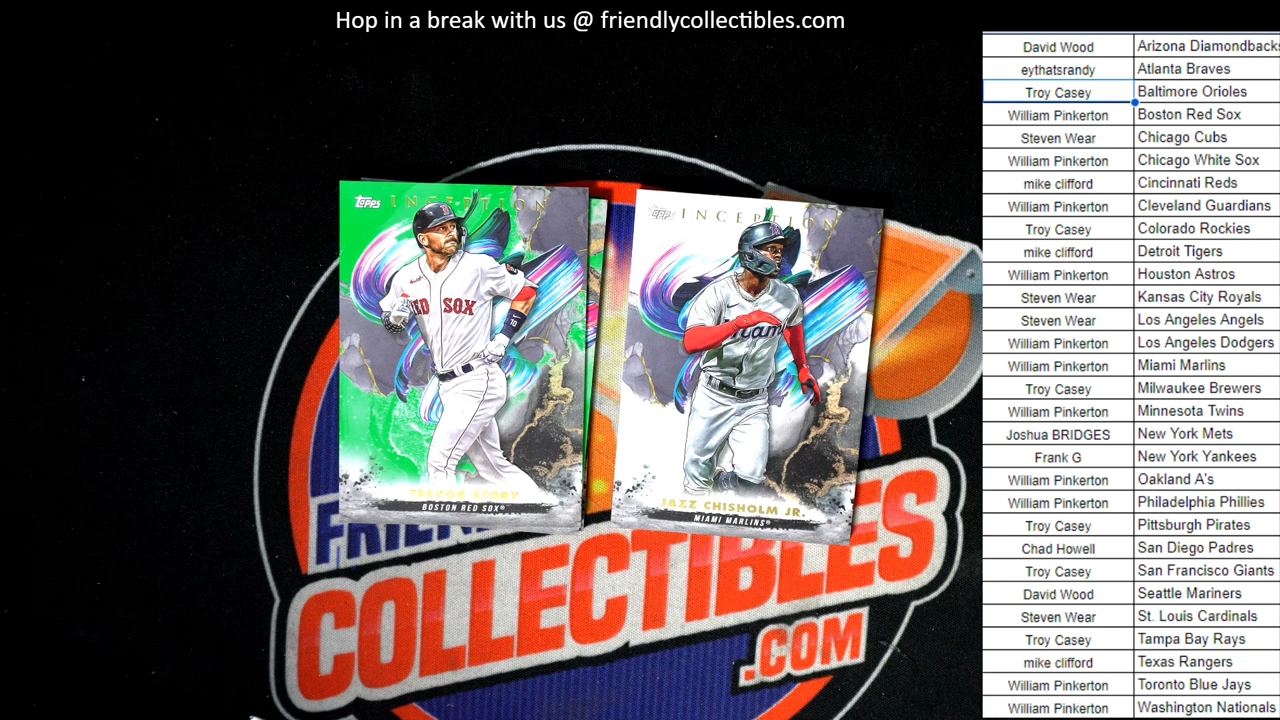 Hop in a break with us @ friendlycollectibles.com
Topps INCEPTION
RED SOX
10
TREVOR STORY
BOSTON RED SOX®
Topps INCEPTION
Miami
JAZZ CHISHOLM JR.
MIAMI MARLINS®
FRIEN
COLLECTIBLES
.COM
David Wood Arizona Diamondbacks
eythatsrandy Atlanta Braves
Troy Casey Baltimore Orioles
William Pinkerton Boston Red Sox
Steven Wear Chicago Cubs
William Pinkerton Chicago White Sox
mike clifford Cincinnati Reds
William Pinkerton Cleveland Guardians
Troy Casey Colorado Rockies
mike clifford Detroit Tigers
William Pinkerton Houston Astros
Steven Wear Kansas City Royals
Steven Wear Los Angeles Angels
William Pinkerton Los Angeles Dodgers
William Pinkerton Miami Marlins
Troy Casey Milwaukee Brewers
William Pinkerton Minnesota Twins
Joshua BRIDGES New York Mets
Frank G New York Yankees
William Pinkerton Oakland A's
William Pinkerton Philadelphia Phillies
Troy Casey Pittsburgh Pirates
Chad Howell San Diego Padres
Troy Casey San Francisco Giants
David Wood Seattle Mariners
Steven Wear St. Louis Cardinals
Troy Casey Tampa Bay Rays
mike clifford Texas Rangers
William Pinkerton Toronto Blue Jays
William Pinkerton Washington Nationals